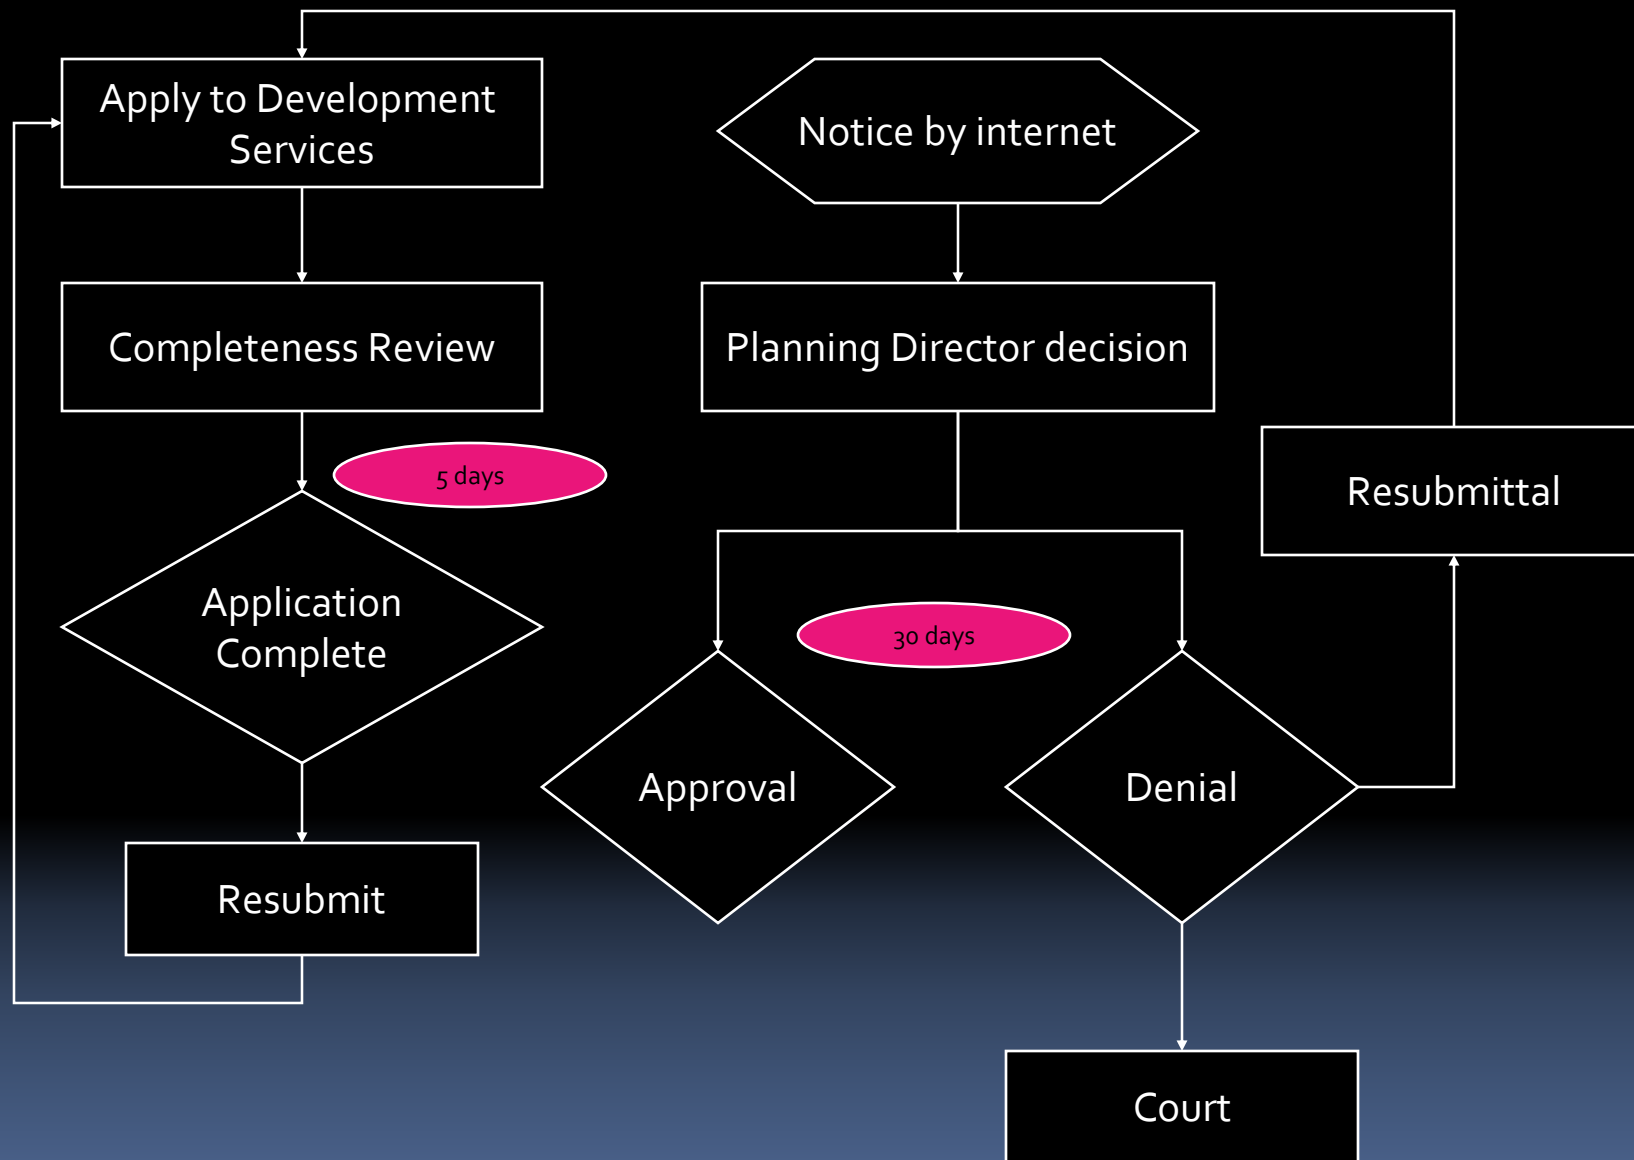 Apply to Development
Services
Completeness Review
5 days
Application
Complete
Resubmit
Notice by internet
Planning Director decision
30 days
Approval
Denial
Resubmittal
Court